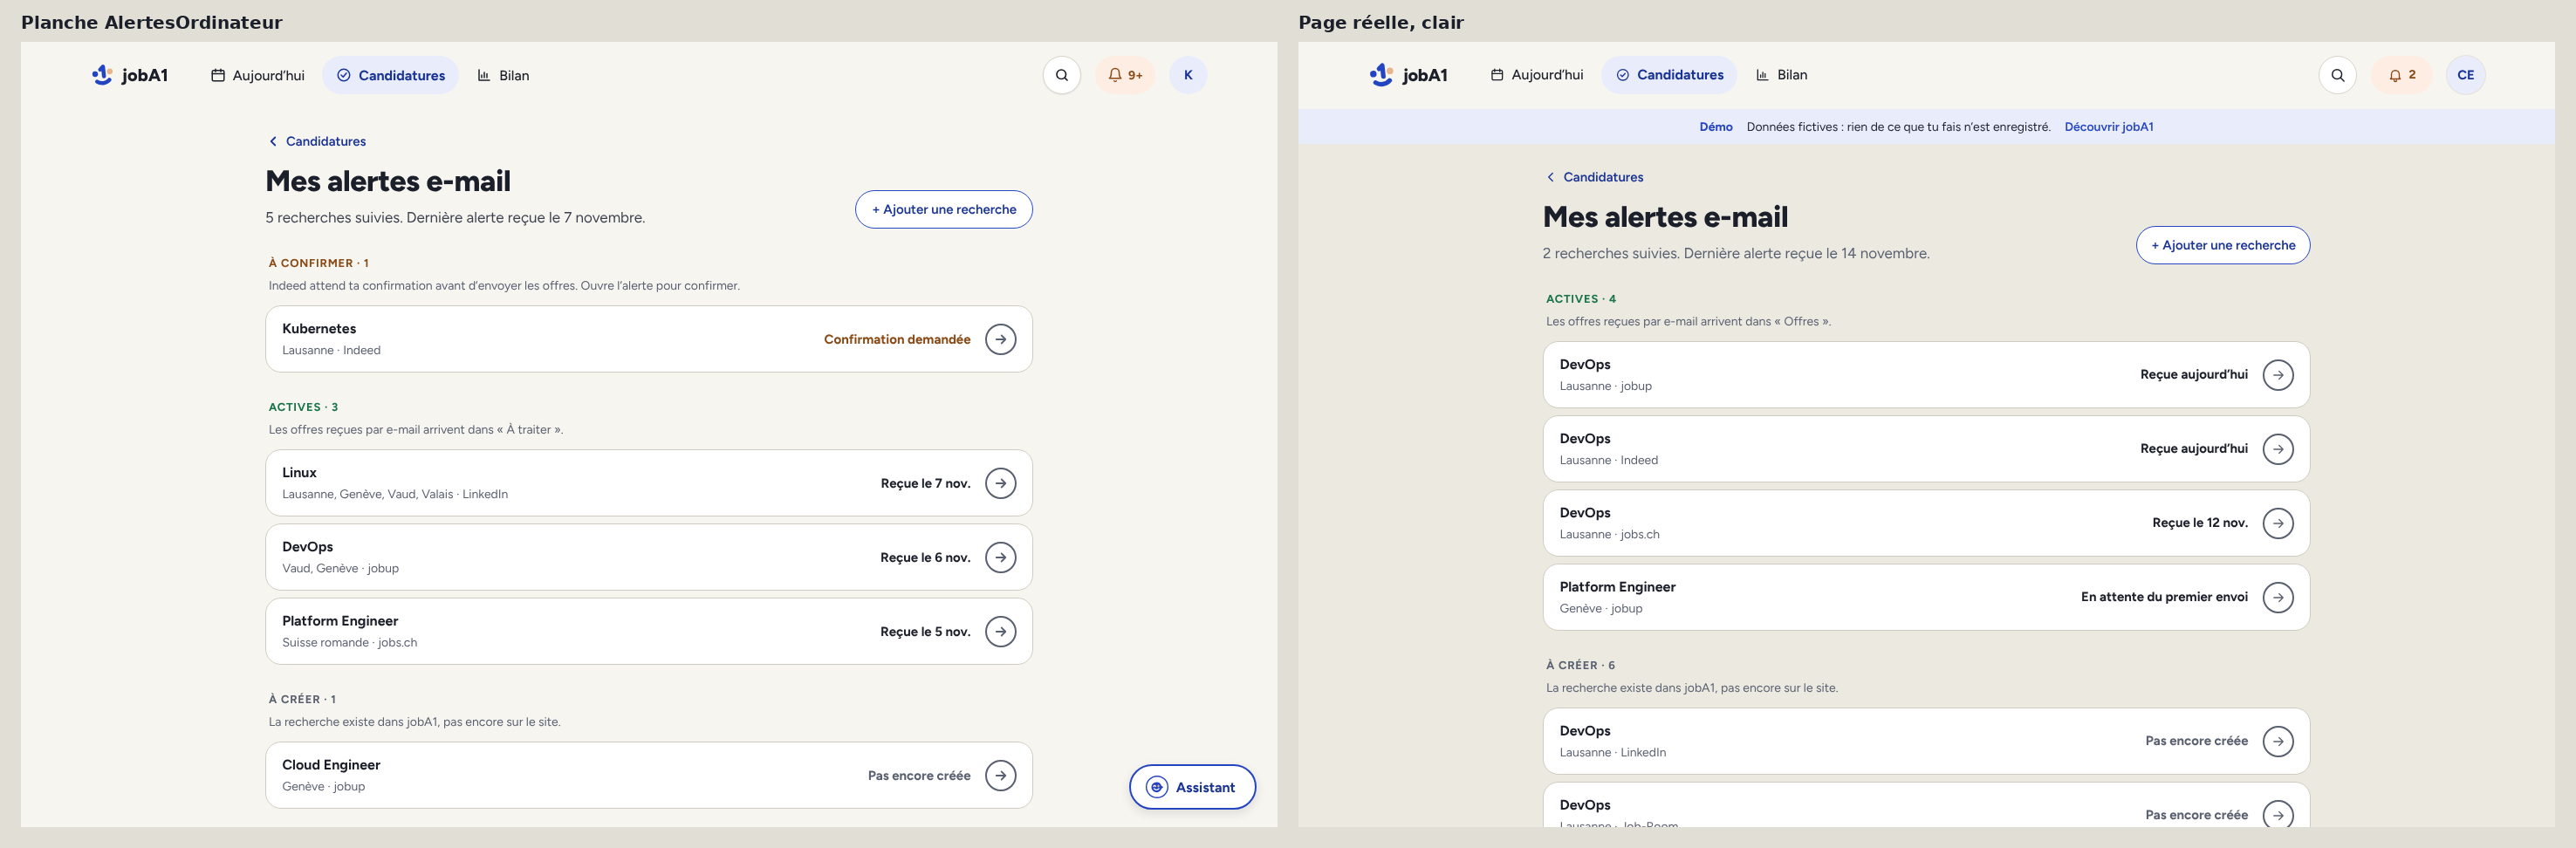 Planche AlertesOrdinateur
jobA1
Aujourd’hui
Candidatures
Bilan
9+
K
Candidatures
Mes alertes e-mail
5 recherches suivies. Dernière alerte reçue le 7 novembre.
+ Ajouter une recherche
À CONFIRMER · 1
Indeed attend ta confirmation avant d’envoyer les offres. Ouvre l’alerte pour confirmer.
Kubernetes
Lausanne · Indeed
Confirmation demandée
ACTIVES · 3
Les offres reçues par e-mail arrivent dans « À traiter ».
Linux
Lausanne, Genève, Vaud, Valais · LinkedIn
Reçue le 7 nov.
DevOps
Vaud, Genève · jobup
Reçue le 6 nov.
Platform Engineer
Suisse romande · jobs.ch
Reçue le 5 nov.
À CRÉER · 1
La recherche existe dans jobA1, pas encore sur le site.
Cloud Engineer
Genève · jobup
Pas encore créée
Assistant
Page réelle, clair
jobA1
Aujourd’hui
Candidatures
Bilan
2
CE
Démo Données fictives : rien de ce que tu fais n’est enregistré. Découvrir jobA1
Candidatures
Mes alertes e-mail
2 recherches suivies. Dernière alerte reçue le 14 novembre.
+ Ajouter une recherche
ACTIVES · 4
Les offres reçues par e-mail arrivent dans « Offres ».
DevOps
Lausanne · jobup
Reçue aujourd’hui
DevOps
Lausanne · Indeed
Reçue aujourd’hui
DevOps
Lausanne · jobs.ch
Reçue le 12 nov.
Platform Engineer
Genève · jobup
En attente du premier envoi
À CRÉER · 6
La recherche existe dans jobA1, pas encore sur le site.
DevOps
Lausanne · LinkedIn
Pas encore créée
DevOps
Lausanne · Job-Room
Pas encore créée